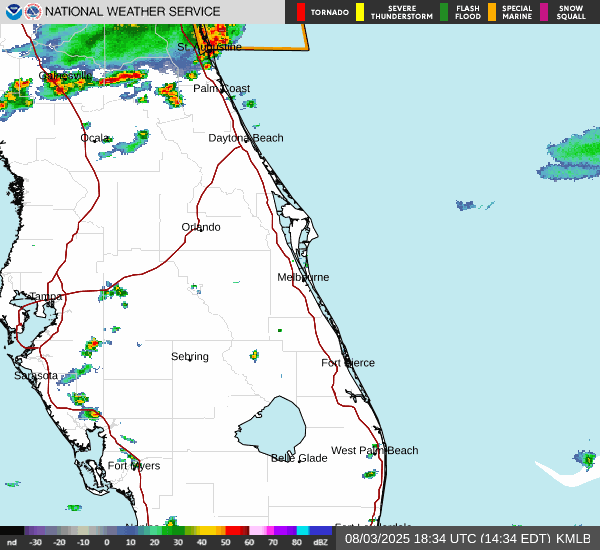 NATIONAL WEATHER SERVICE
TORNADO
SEVERE
THUNDERSTORM
FLASH
FLOOD
SPECIAL
MARINE
SNOW
SQUALL
St. Augustine
Gainesville
Palm Coast
Ocala
Daytona Beach
Orlando
Melbourne
Tampa
Sebring
Fort Pierce
Sarasota
West Palm Beach
Belle Glade
Fort Myers
nd -30 -20 -10 0 10 20 30 40 50 60 70 80 dBZ
08/03/2025 18:34 UTC (14:34 EDT) KMLB